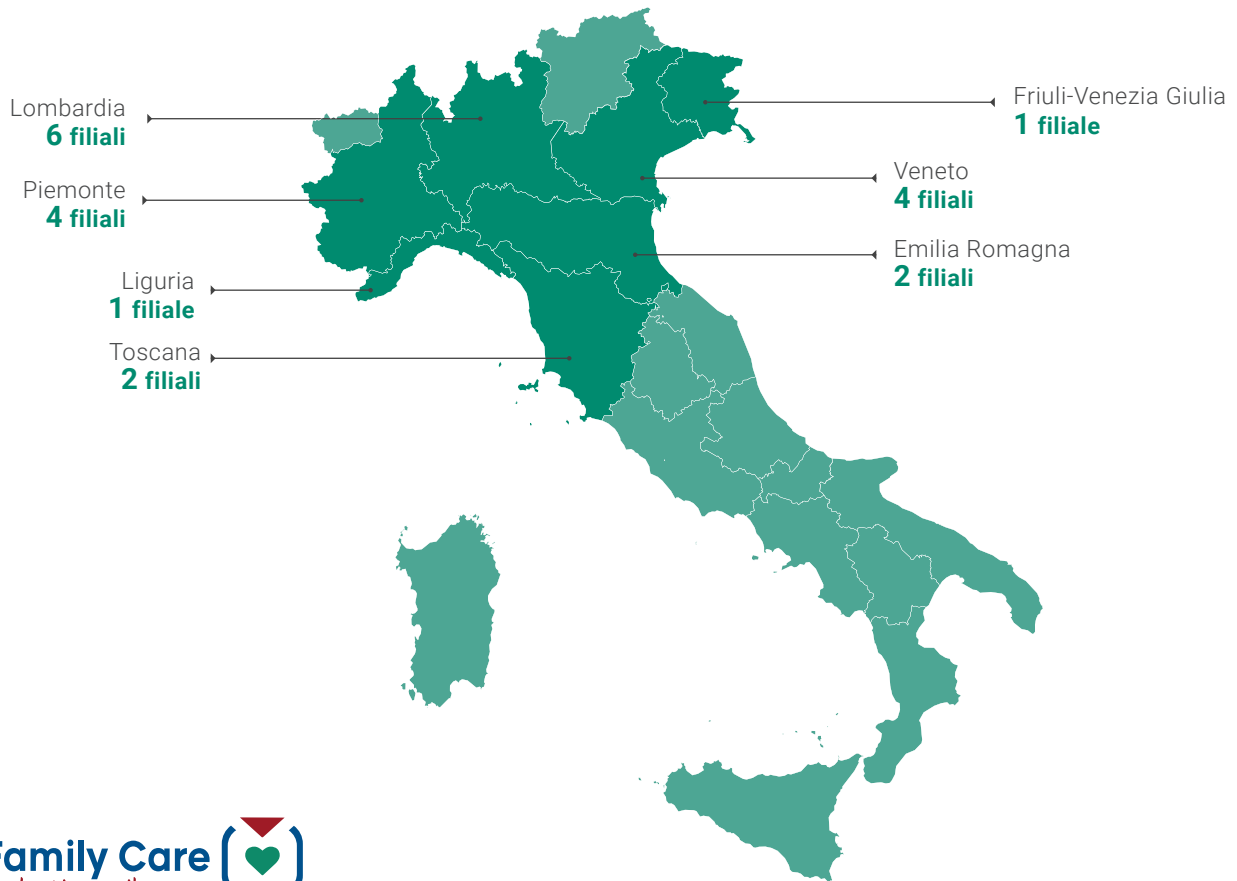 Lombardia
6 filiali
Piemonte
4 filiali
Liguria
1 filiale
Toscana
2 filiali
Friuli-Venezia Giulia
1 filiale
Veneto
4 filiali
Emilia Romagna
2 filiali
Family Care